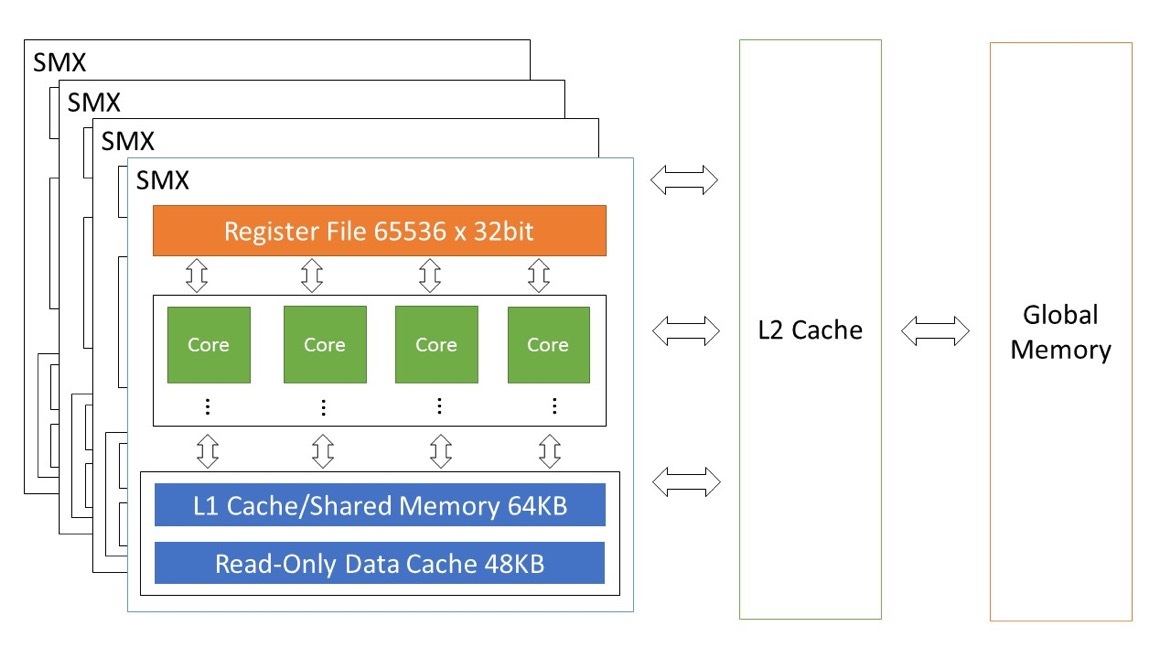 SMX
SMX
SMX
SMX
Register File 65536 x 32bit
Core
Core
Core
Core
L1 Cache/Shared Memory 64KB
Read-Only Data Cache 48KB
L2 Cache
Global
Memory